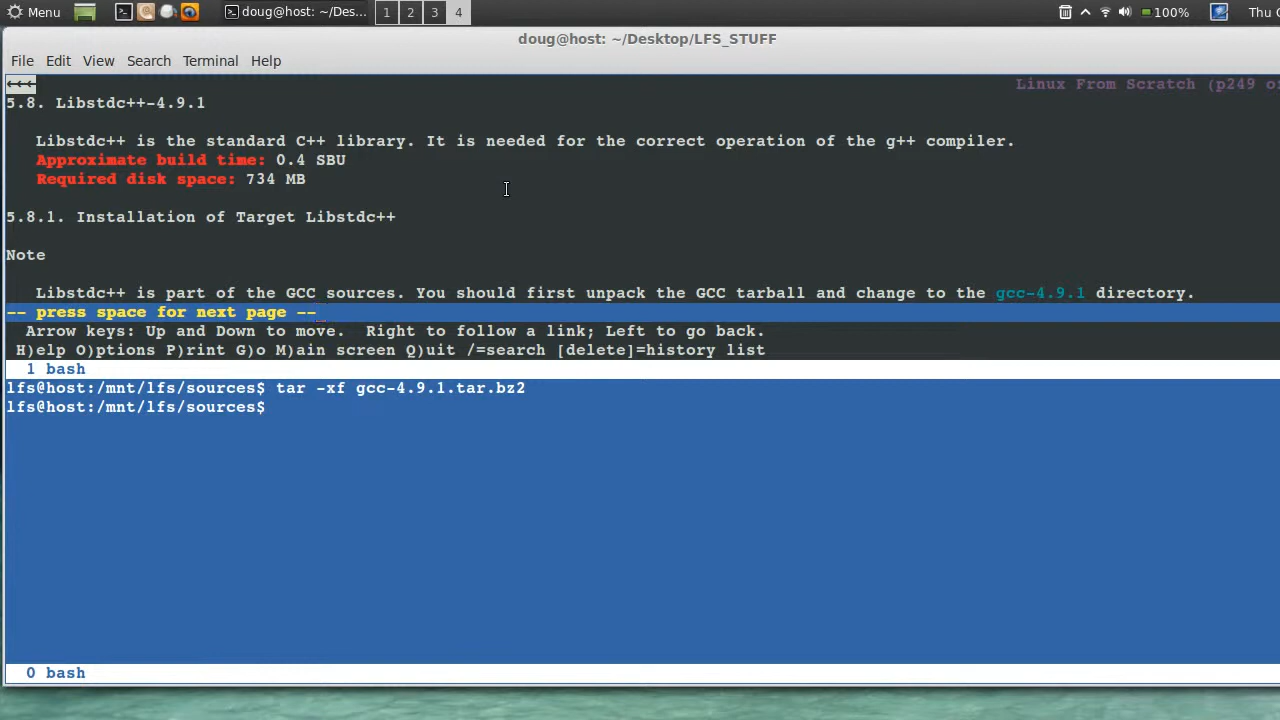 Menu doug@host: ~/Des... 1 2 3 4 100% Thu
doug@host: ~/Desktop/LFS_STUFF
File Edit View Search Terminal Help
<<< Linux From Scratch (p249 o
5.8. Libstdc++-4.9.1
Libstdc++ is the standard C++ library. It is needed for the correct operation of the g++ compiler.
Approximate build time: 0.4 SBU
Required disk space: 734 MB
5.8.1. Installation of Target Libstdc++
Note
Libstdc++ is part of the GCC sources. You should first unpack the GCC tarball and change to the gcc-4.9.1 directory.
-- press space for next page --
Arrow keys: Up and Down to move. Right to follow a link; Left to go back.
H)elp O)ptions P)rint G)o M)ain screen Q)uit /=search [delete]=history list
1 bash
lfs@host:/mnt/lfs/sources$ tar -xf gcc-4.9.1.tar.bz2
lfs@host:/mnt/lfs/sources$
0 bash